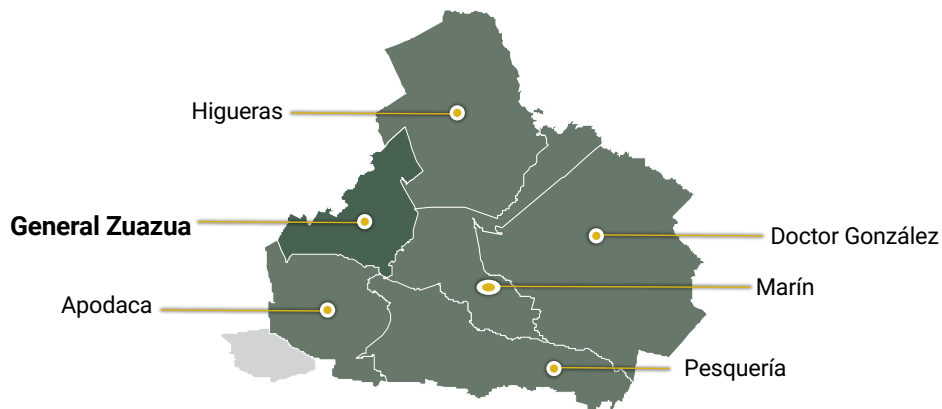 Higueras
General Zuazua
Doctor González
Marín
Apodaca
Pesquería